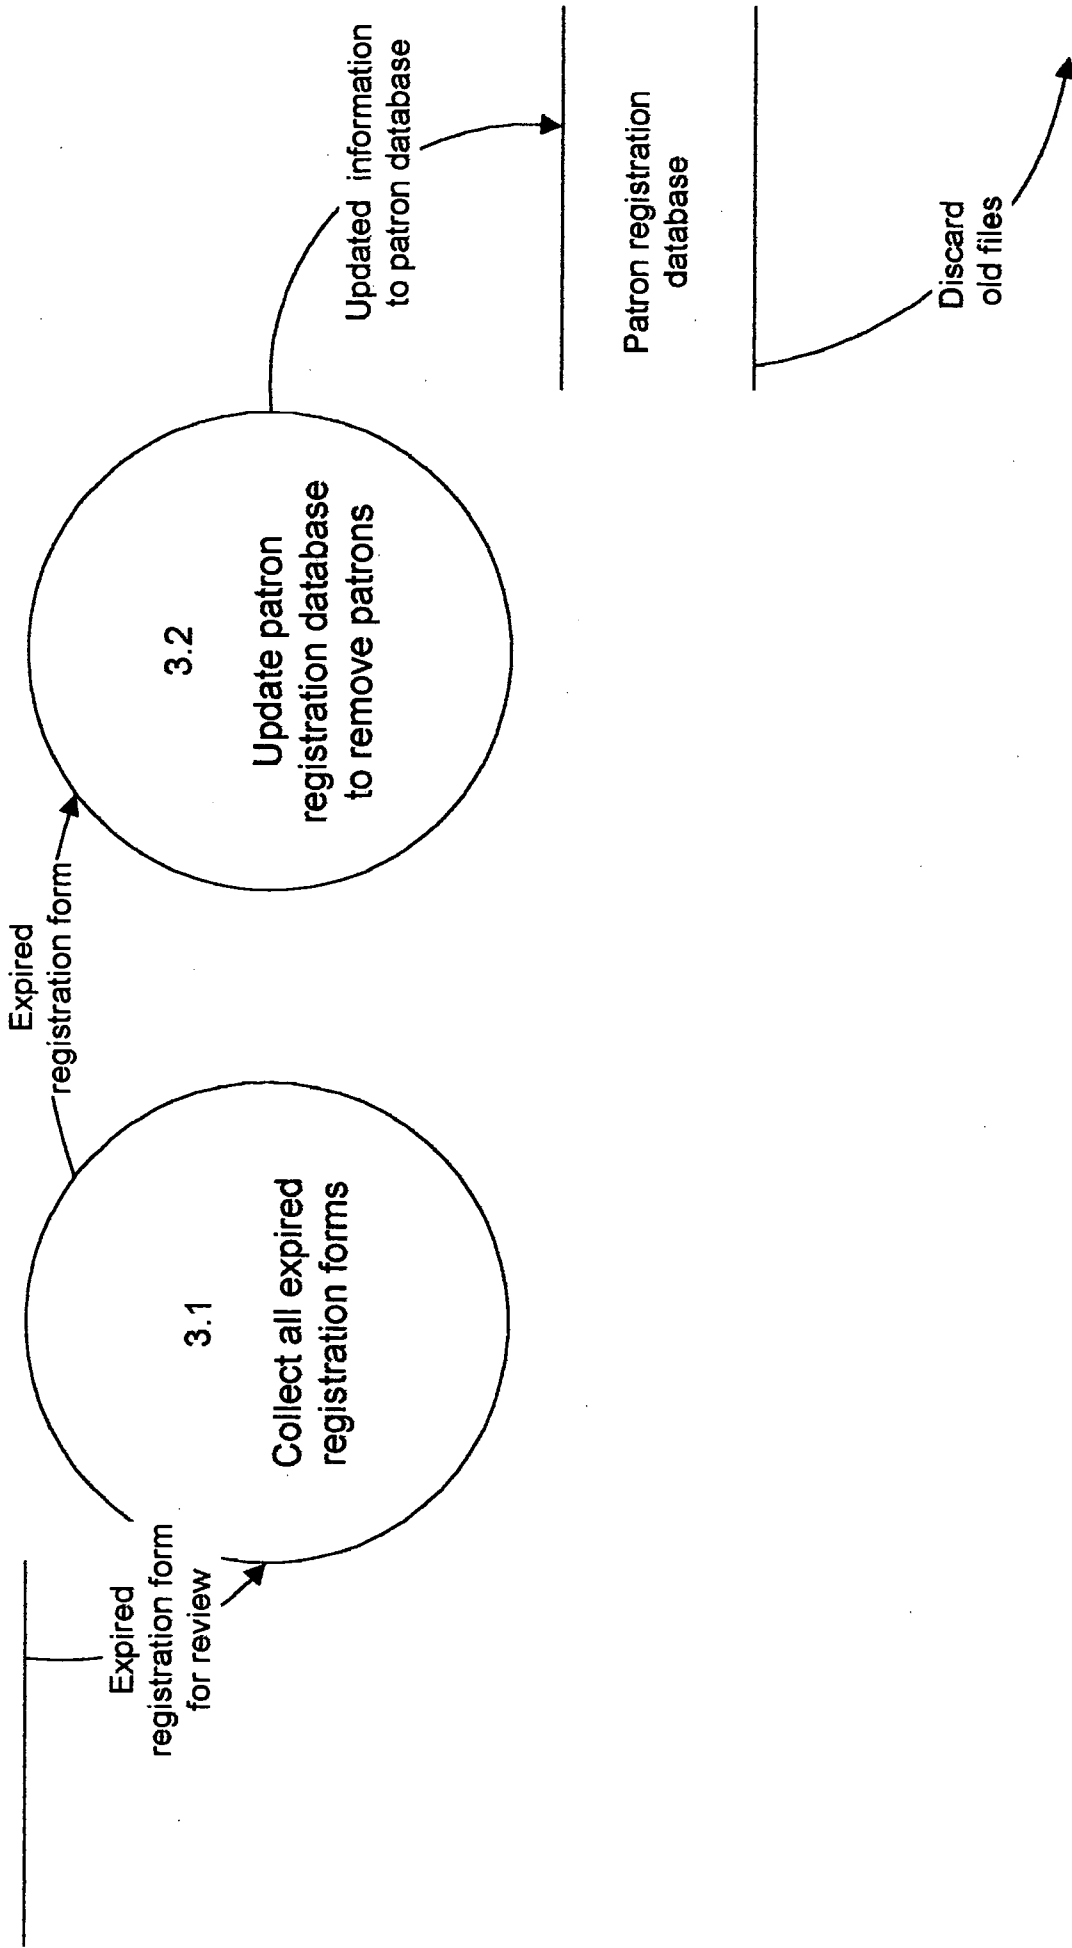 Expired
registration form
for review
3.1
Collect all expired
registration forms
Expired
registration form
3.2
Update patron
registration database
to remove patrons
Updated information
to patron database
Patron registration
database
Discard
old files